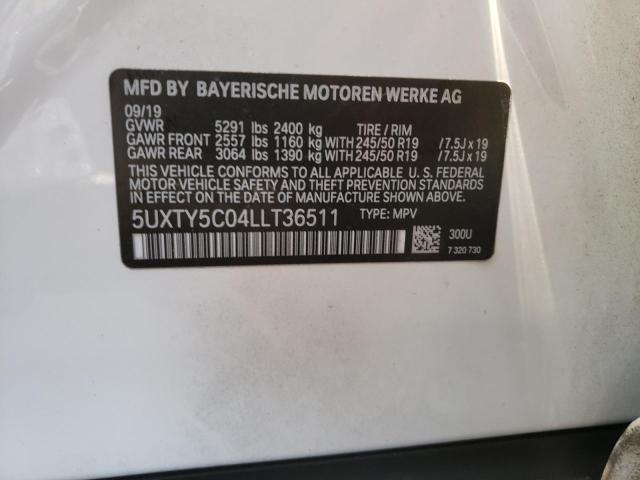 MFD BY BAYERISCHE MOTOREN WERKE AG
09/19
GVWR 5291 lbs 2400 kg TIRE / RIM
GAWR FRONT 2557 lbs 1160 kg WITH 245/50 R19 /7.5J x 19
GAWR REAR 3064 lbs 1390 kg WITH 245/50 R19 /7.5J x 19
THIS VEHICLE CONFORMS TO ALL APPLICABLE U. S. FEDERAL
MOTOR VEHICLE SAFETY AND THEFT PREVENTION STANDARDS
IN EFFECT ON THE DATE OF MANUFACTURE SHOWN ABOVE.
5UXTY5C04LLT36511 TYPE: MPV
300U
7 320 730